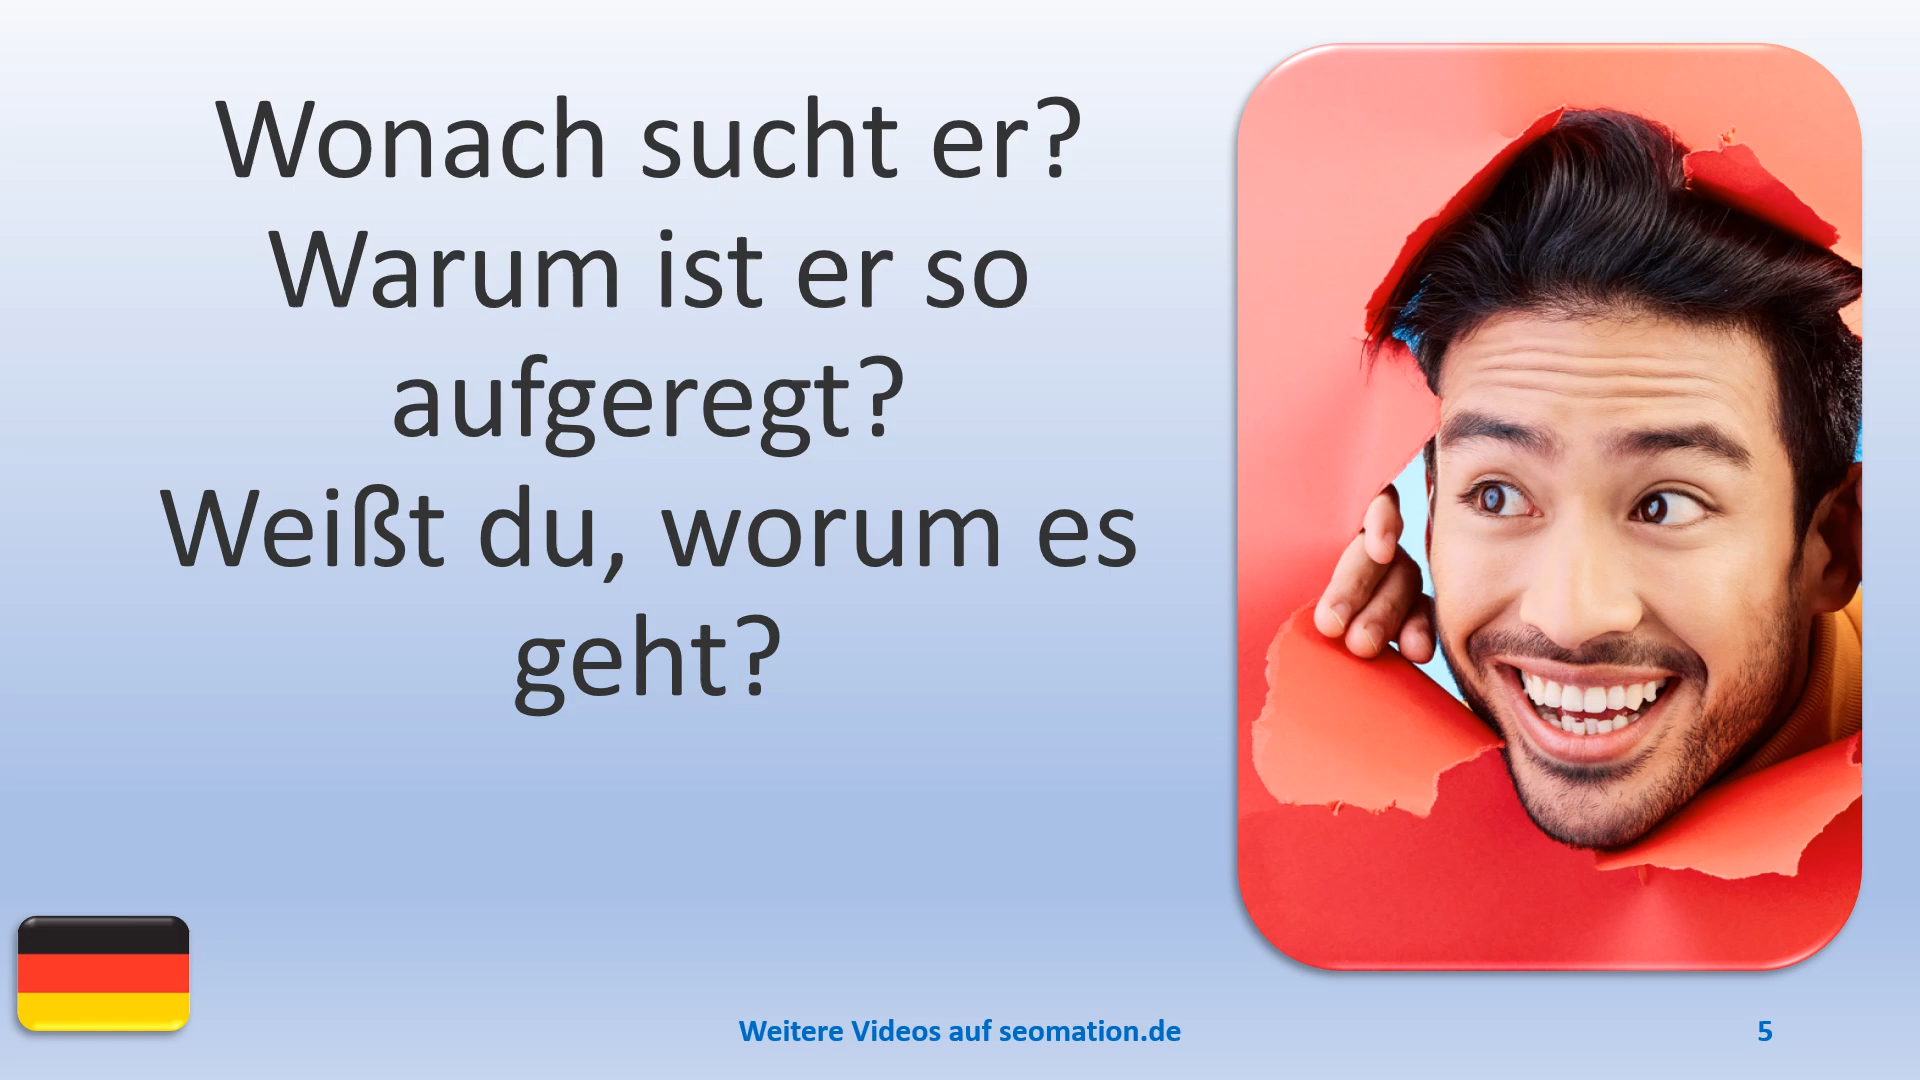 Wonach sucht er?
Warum ist er so
aufgeregt?
Weißt du, worum es
geht?
Weitere Videos auf seomation.de
5